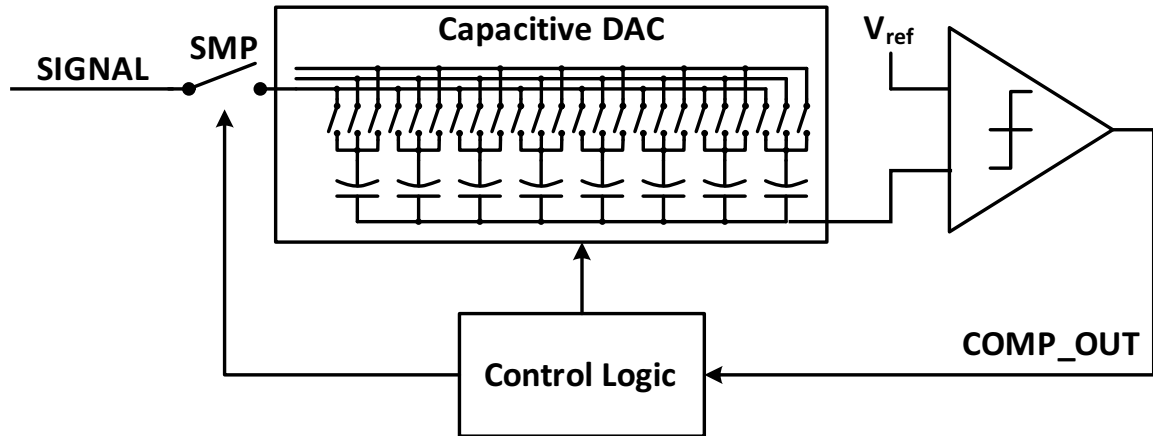 Capacitive DAC
SMP
SIGNAL
Vref
COMP_OUT
Control Logic